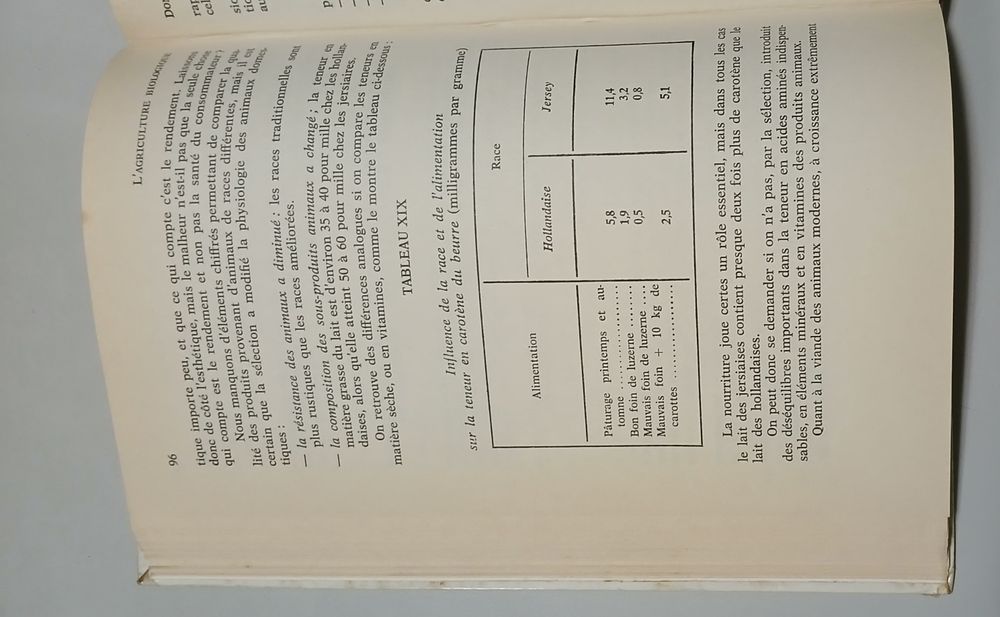 96
L'AGRICULTURE BIOLOGIQUE
tique importe peu, et que ce qui compte c'est le rendement. Laissons
donc de côté l'esthétique, mais le malheur n'est-il pas que la seule chose
qui compte est le rendement et non pas la santé du consommateur ?
Nous manquons d'éléments chiffrés permettant de comparer la qua-
lité des produits provenant d'animaux de races différentes, mais il est
certain que la sélection a modifié la physiologie des animaux domes-
tiques :
— la résistance des animaux a diminué ; les races traditionnelles sont
plus rustiques que les races améliorées.
— la composition des sous-produits animaux a changé ; la teneur en
matière grasse du lait est d'environ 35 à 40 pour mille chez les hollan-
daises, alors qu'elle atteint 50 à 60 pour mille chez les jersiaires.
On retrouve des différences analogues si on compare les teneurs en
matière sèche, ou en vitamines, comme le montre le tableau ci-dessous :
TABLEAU XIX
Influence de la race et de l'alimentation
sur la teneur en carotène du beurre (milligrammes par gramme)
Alimentation
Race
Hollandaise
Jersey
Pâturage printemps et au-
tomne .................. 5,8 11,4
Bon foin de luzerne ........ 1,9 3,2
Mauvais foin de luzerne .... 0,5 0,8
Mauvais foin + 10 kg de
carottes .................. 2,5 5,1
La nourriture joue certes un rôle essentiel, mais dans tous les cas
le lait des jersiaises contient presque deux fois plus de carotène que le
lait des hollandaises.
On peut donc se demander si on n'a pas, par la sélection, introduit
des déséquilibres importants dans la teneur en acides aminés indispen-
sables, en éléments minéraux et en vitamines des produits animaux.
Quant à la viande des animaux modernes, à croissance extrêmement